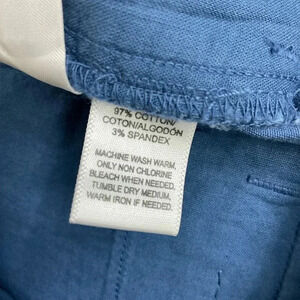 97% COTTON/
COTON/ALGODÓN
3% SPANDEX
MACHINE WASH WARM,
ONLY NON CHLORINE
BLEACH WHEN NEEDED,
TUMBLE DRY MEDIUM,
WARM IRON IF NEEDED.